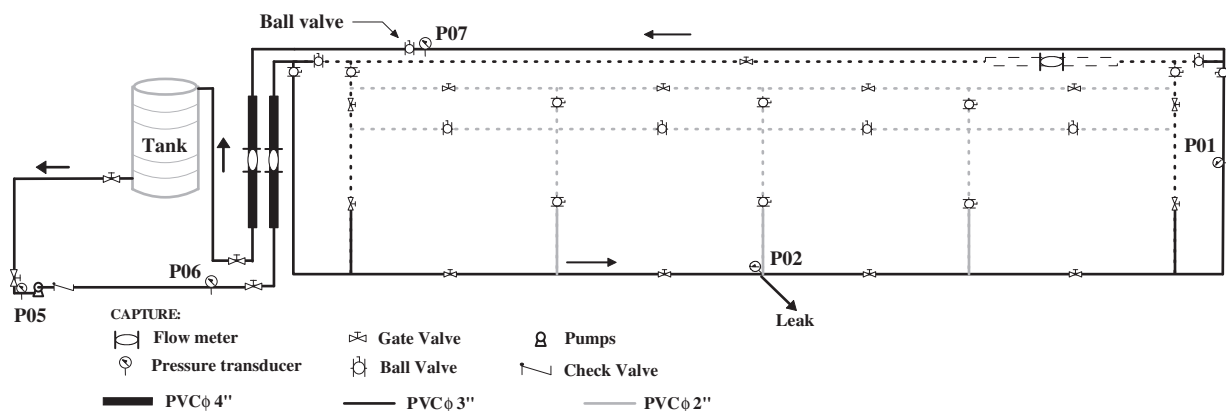 Ball valve
P07
Tank
P01
P06
P02
P05
Leak
CAPTURE:
Flow meter
Gate Valve
Pumps
Pressure transducer
Ball Valve
Check Valve
PVCϕ 4"
PVCϕ 3"
PVCϕ 2"